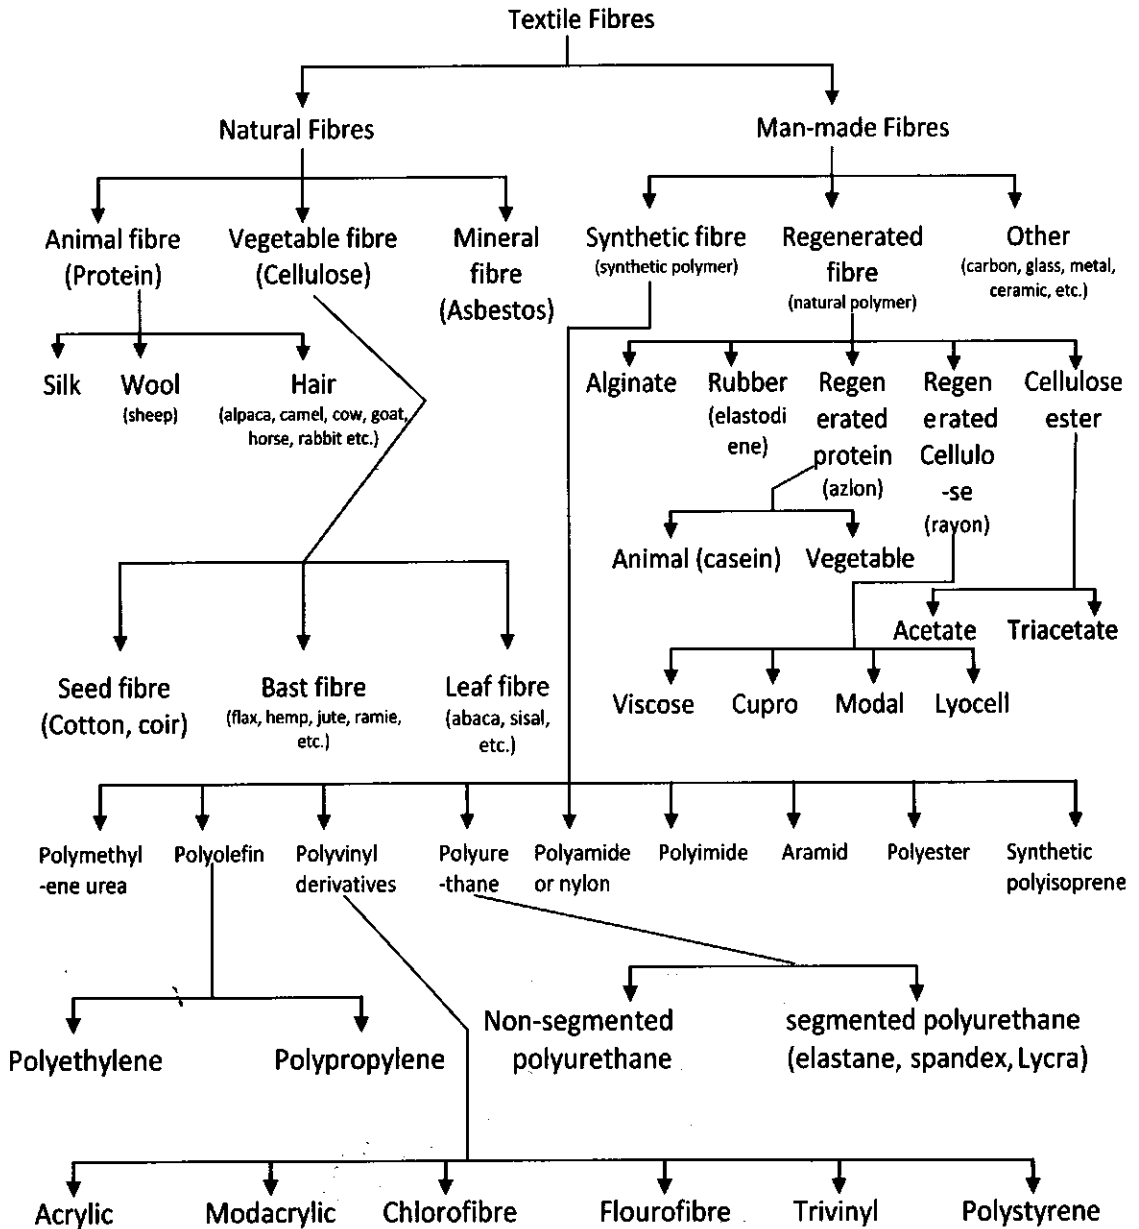 Textile Fibres
Natural Fibres
Man-made Fibres
Animal fibre
(Protein)
Vegetable fibre
(Cellulose)
Mineral
fibre
(Asbestos)
Synthetic fibre
(synthetic polymer)
Regenerated
fibre
(natural polymer)
Other
(carbon, glass, metal,
ceramic, etc.)
Silk
Wool
(sheep)
Hair
(alpaca, camel, cow, goat,
horse, rabbit etc.)
Alginate
Rubber
(elastodi
ene)
Regen
erated
protein
(azlon)
Regen
erated
Cellulo
-se
(rayon)
Cellulose
ester
Animal (casein)
Vegetable
Acetate
Triacetate
Viscose
Cupro
Modal
Lyocell
Seed fibre
(Cotton, coir)
Bast fibre
(flax, hemp, jute, ramie,
etc.)
Leaf fibre
(abaca, sisal,
etc.)
Polymethyl
-ene urea
Polyolefin
Polyvinyl
derivatives
Polyure
-thane
Polyamide
or nylon
Polyimide
Aramid
Polyester
Synthetic
polyisoprene
Polyethylene
Polypropylene
Non-segmented
polyurethane
segmented polyurethane
(elastane, spandex, Lycra)
Acrylic
Modacrylic
Chlorofibre
Flourofibre
Trivinyl
Polystyrene